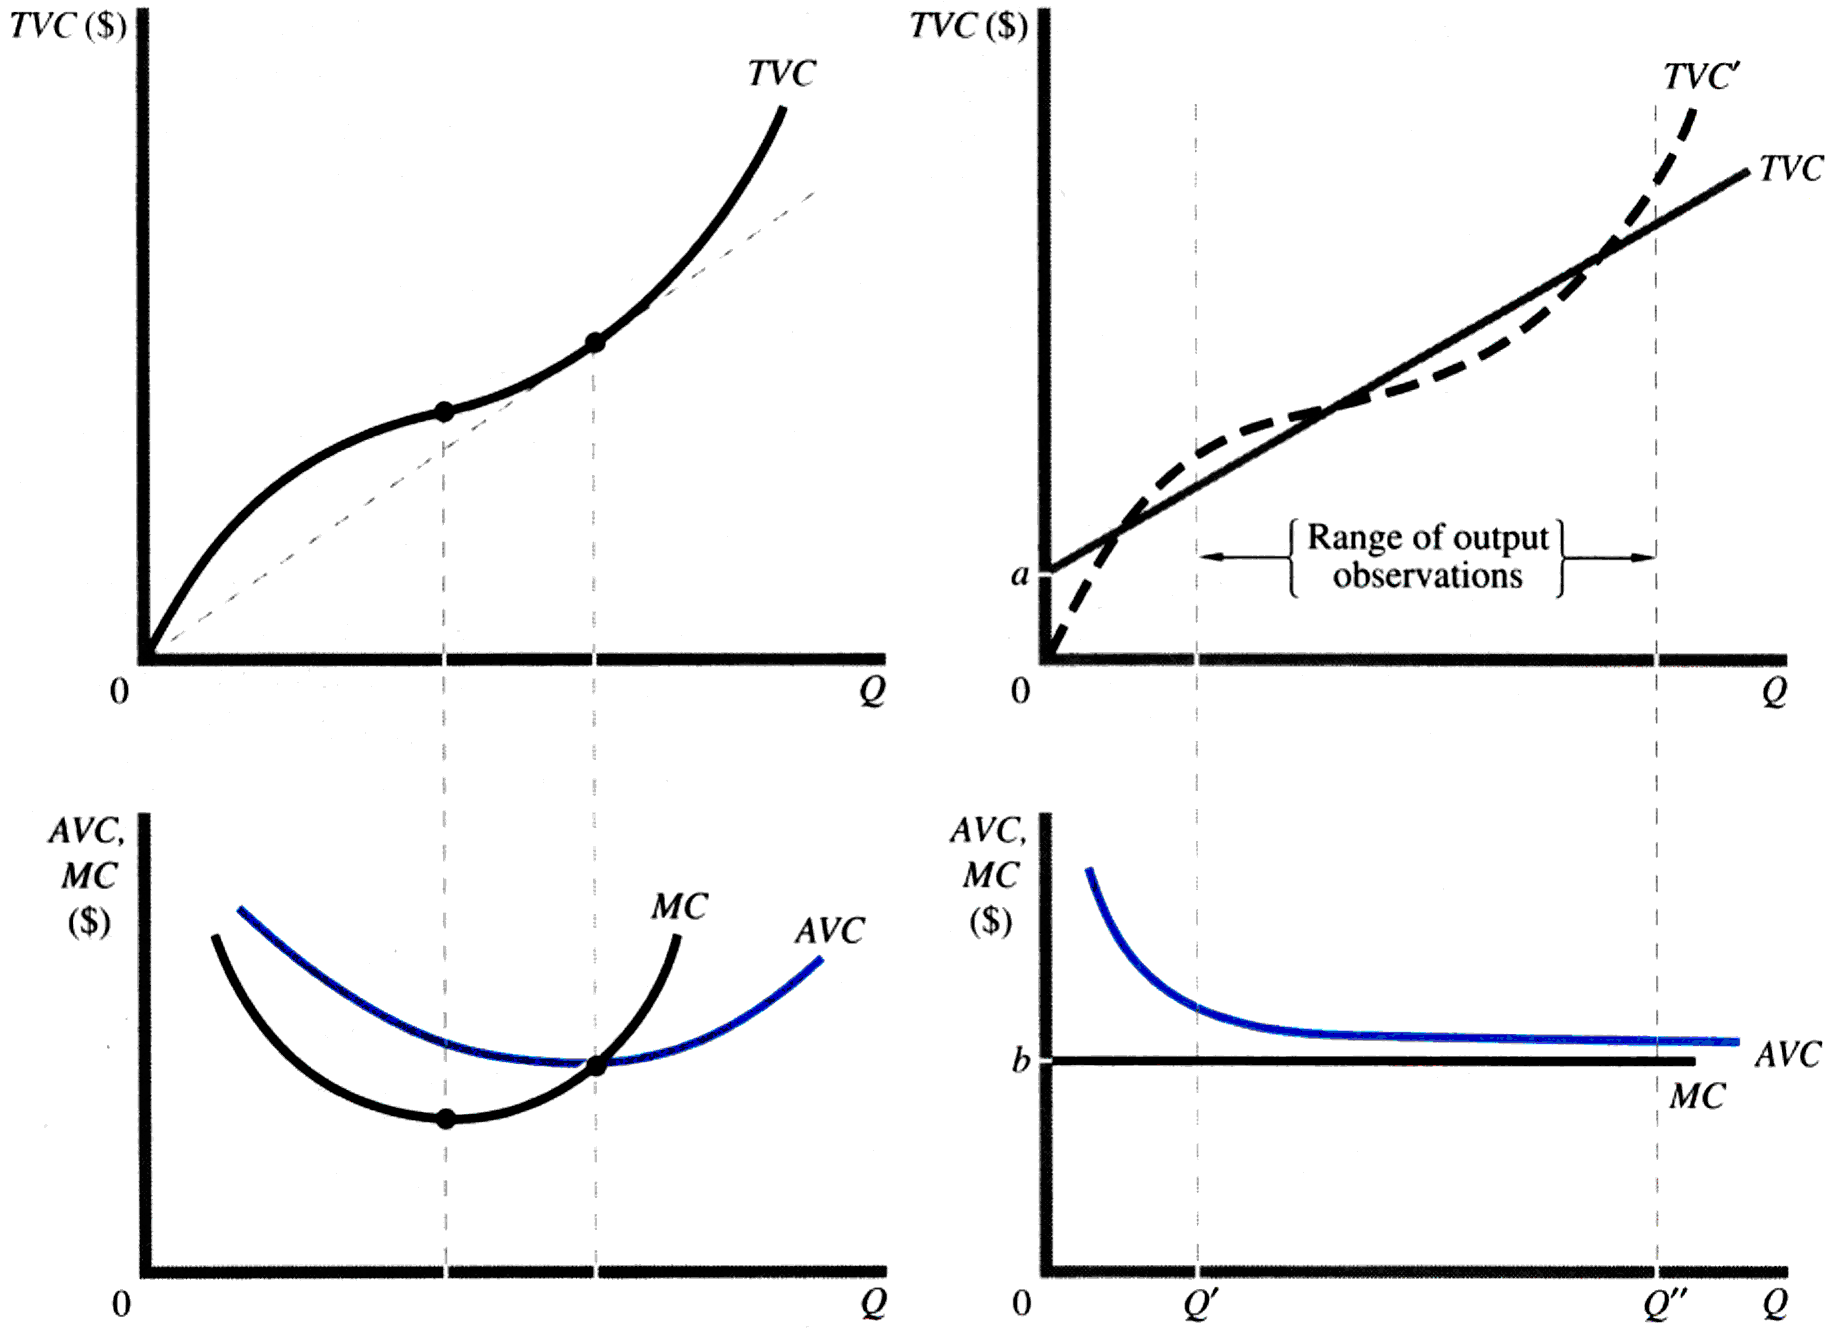 TVC ($)
TVC
0
Q
TVC ($)
TVC′
TVC
a
Range of output
observations
0
Q
AVC,
MC
($)
MC
AVC
0
Q
AVC,
MC
($)
b
AVC
MC
0
Q′
Q″
Q